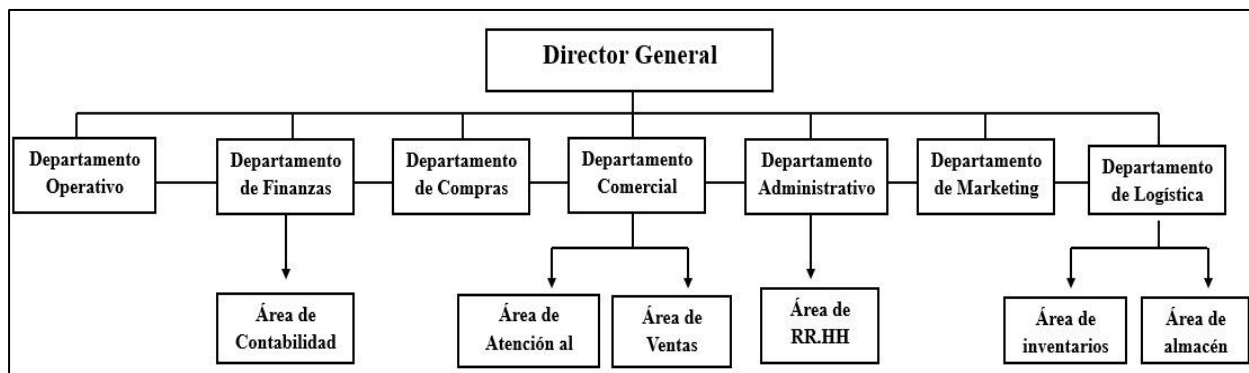 Director General
Departamento
Operativo
Departamento
de Finanzas
Departamento
de Compras
Departamento
Comercial
Departamento
Administrativo
Departamento
de Marketing
Departamento
de Logística
Área de
Contabilidad
Área de
Atención al
Área de
Ventas
Área de
RR.HH
Área de
inventarios
Área de
almacén